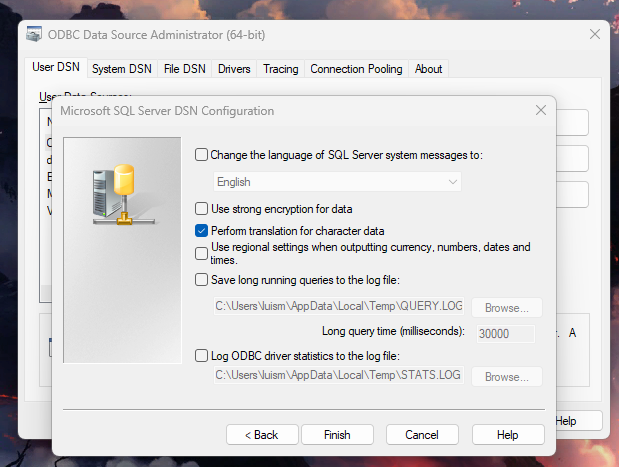 ODBC Data Source Administrator (64-bit)
User DSN System DSN File DSN Drivers Tracing Connection Pooling About
Microsoft SQL Server DSN Configuration
Change the language of SQL Server system messages to:
English
Use strong encryption for data
Perform translation for character data
Use regional settings when outputting currency, numbers, dates and
times.
Save long running queries to the log file:
C:\Users\luism\AppData\Local\Temp\QUERY.LOG Browse...
Long query time (milliseconds): 30000
Log ODBC driver statistics to the log file:
C:\Users\luism\AppData\Local\Temp\STATS.LOG Browse...
A
< Back Finish Cancel Help
Help